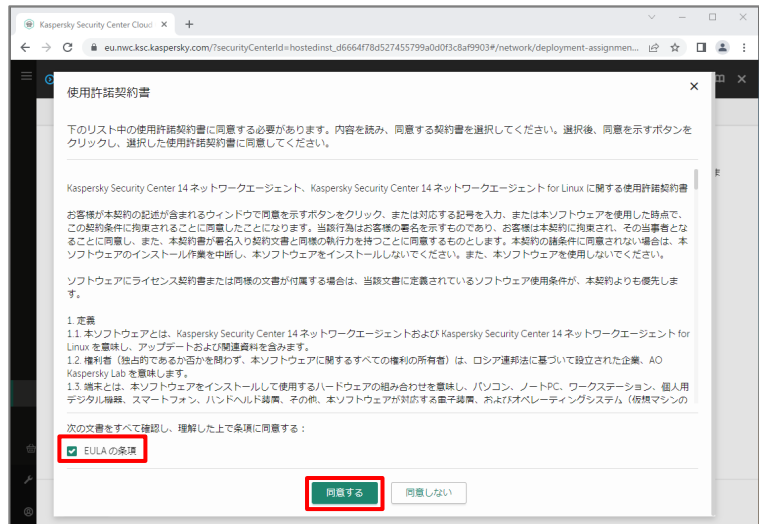 Kaspersky Security Center Cloud
eu.nwc.ksc.kaspersky.com/?securityCenterId=hostedinst_d6664f78d527455799a0d0f3c8af9903#/network/deployment-assignmen...
使用許諾契約書
下のリスト中の使用許諾契約書に同意する必要があります。内容を読み、同意する契約書を選択してください。選択後、同意を示すボタンを
クリックし、選択した使用許諾契約書に同意してください。
Kaspersky Security Center 14 ネットワークエージェント、Kaspersky Security Center 14 ネットワークエージェント for Linux に関する使用許諾契約書
お客様が本契約の記述が含まれるウィンドウで同意を示すボタンをクリック、または対応する記号を入力、または本ソフトウェアを使用した時点で、
この契約条件に拘束されることに同意したことになります。当該行為はお客様の署名を示すものであり、お客様は本契約に拘束され、その当事者とな
ることに同意し、また、本契約書が署名入り契約文書と同様の執行力を持つことに同意するものとします。本契約の諸条件に同意されない場合は、本
ソフトウェアのインストール作業を中断し、本ソフトウェアをインストールしないでください。また、本ソフトウェアを使用しないでください。
ソフトウェアにライセンス契約書または同様の文書が付属する場合は、当該文書に定義されているソフトウェア使用条件が、本契約よりも優先しま
す。
1. 定義
1.1. 本ソフトウェアとは、Kaspersky Security Center 14 ネットワークエージェントおよび Kaspersky Security Center 14 ネットワークエージェント for
Linux を意味し、アップデートおよび関連資料を含みます。
1.2. 権利者（独占的であるか否かを問わず、本ソフトウェアに関するすべての権利の所有者）は、ロシア連邦法に基づいて設立された企業、AO
Kaspersky Lab を意味します。
1.3. 端末とは、本ソフトウェアをインストールして使用するハードウェアの組み合わせを意味し、パソコン、ノートPC、ワークステーション、個人用
デジタル機器、スマートフォン、ハンドヘルド装置、その他、本ソフトウェアが対応する電子装置、およびオペレーティングシステム（仮想マシンの
次の文書をすべて確認し、理解した上で条項に同意する：
EULA の条項
同意する
同意しない